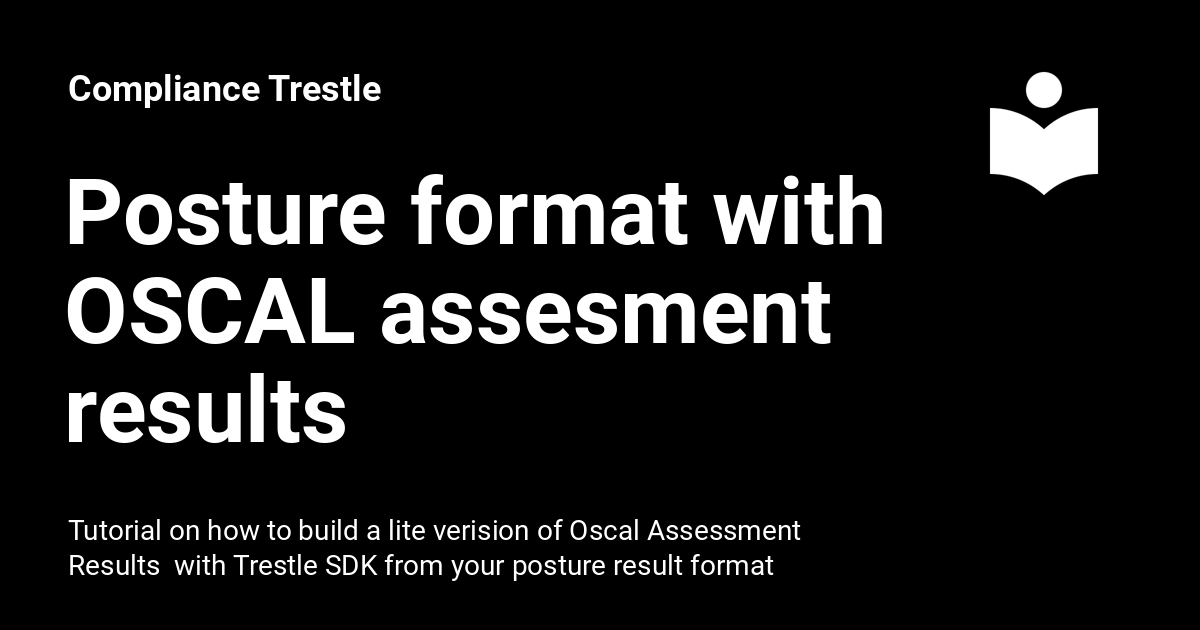 Compliance Trestle
Posture format with
OSCAL assesment
results
Tutorial on how to build a lite verision of Oscal Assessment
Results  with Trestle SDK from your posture result format